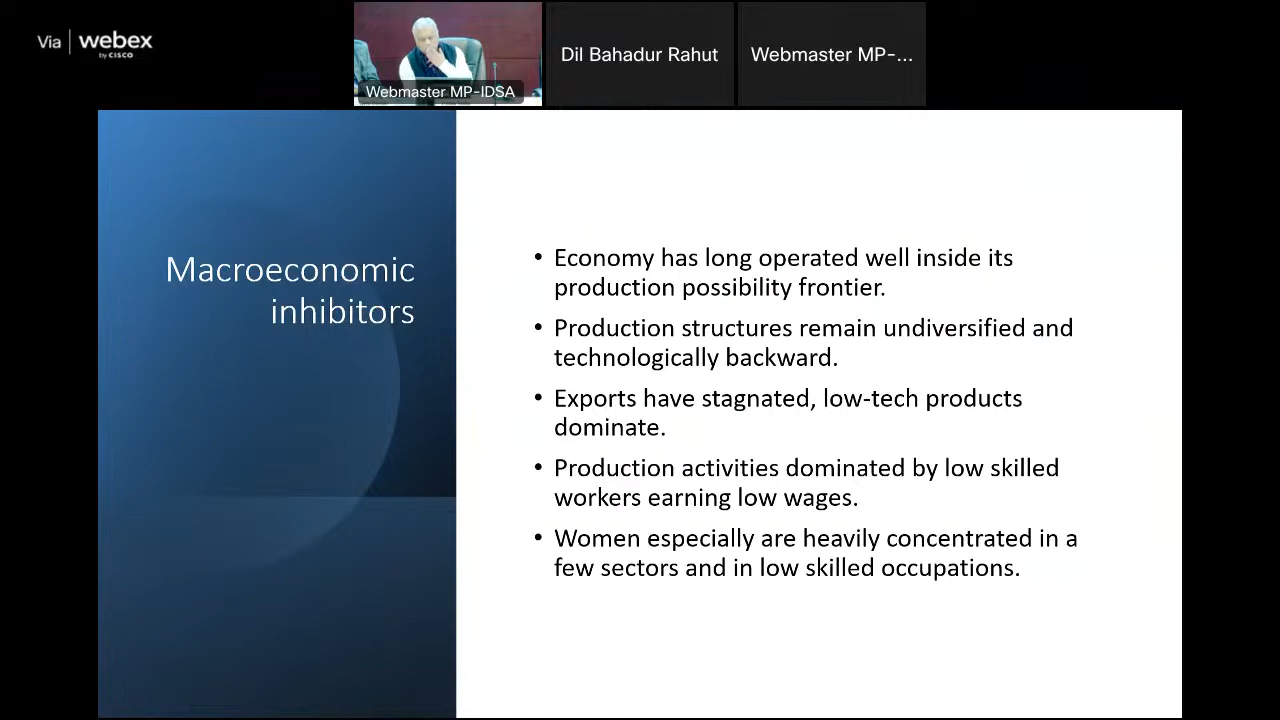 Via webex
by CISCO
Webmaster MP-IDSA
Dil Bahadur Rahut
Webmaster MP-...
Macroeconomic
inhibitors
• Economy has long operated well inside its
production possibility frontier.
• Production structures remain undiversified and
technologically backward.
• Exports have stagnated, low-tech products
dominate.
• Production activities dominated by low skilled
workers earning low wages.
• Women especially are heavily concentrated in a
few sectors and in low skilled occupations.